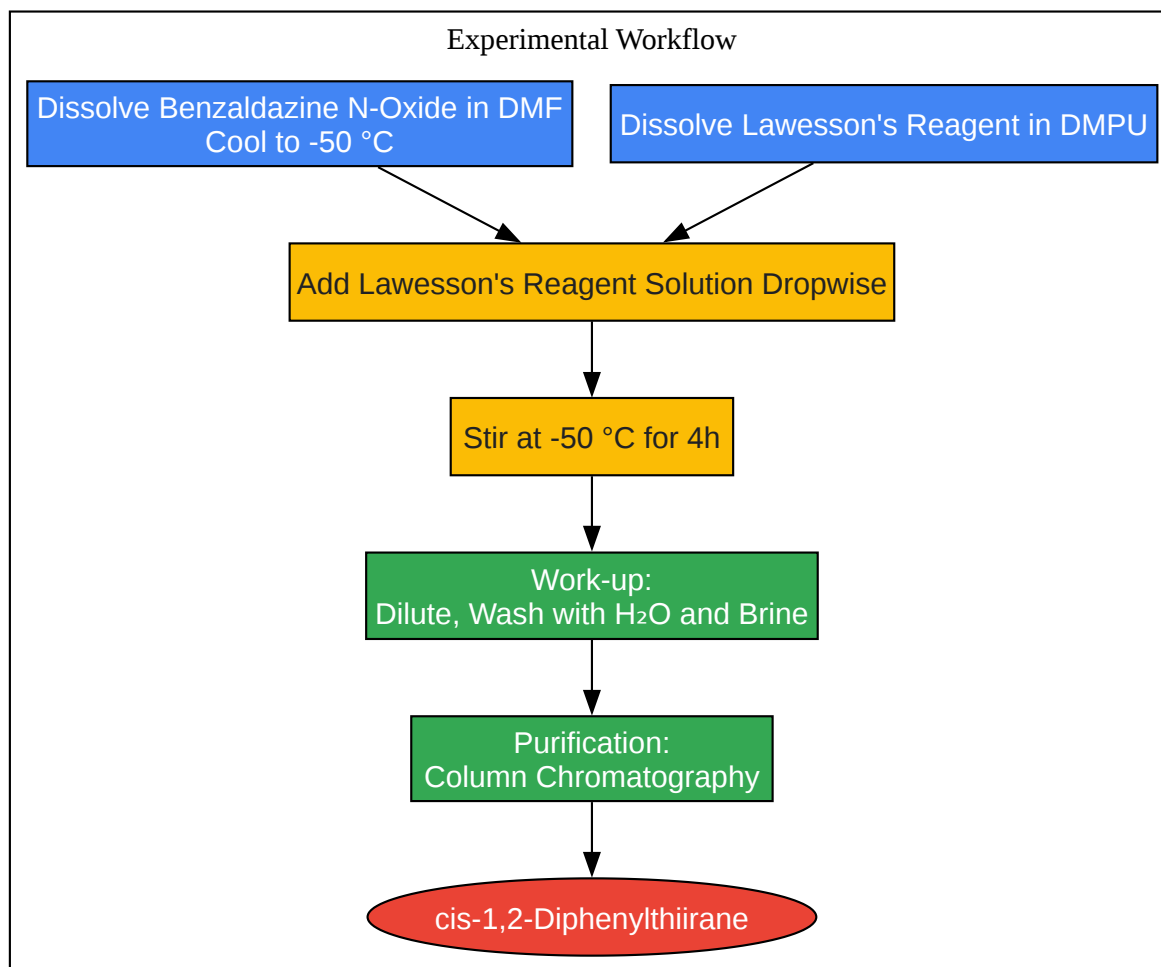 Experimental Workflow
Dissolve Benzaldazine N-Oxide in DMF
Cool to -50 °C
Dissolve Lawesson's Reagent in DMPU
Add Lawesson's Reagent Solution Dropwise
Stir at -50 °C for 4h
Work-up:
Dilute, Wash with H₂O and Brine
Purification:
Column Chromatography
cis-1,2-Diphenylthiirane